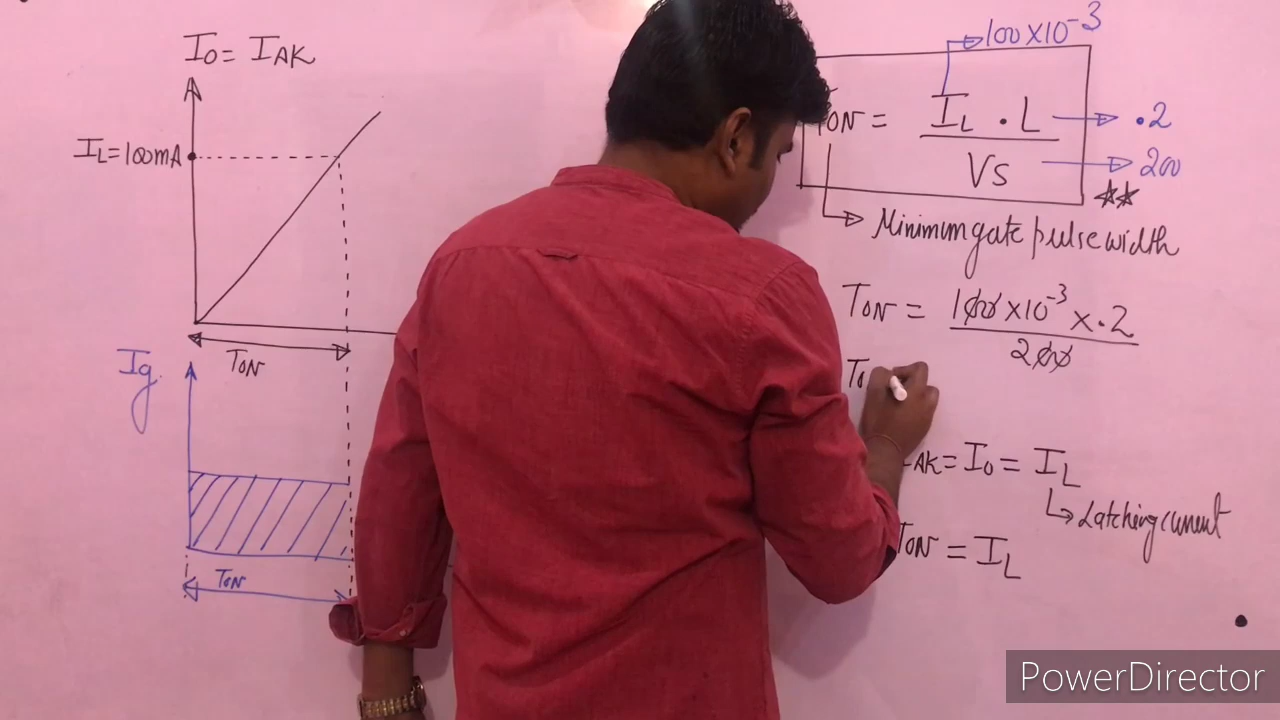 I0 = IAK
IL=100mA
TON
Ig
TON
100×10⁻³
TON = IL . L
VS
.2
200
**
Minimum gate pulse width
TON = 100×10⁻³ × .2
200
TO
AK = I0 = IL
Latching current
TON = IL
PowerDirector